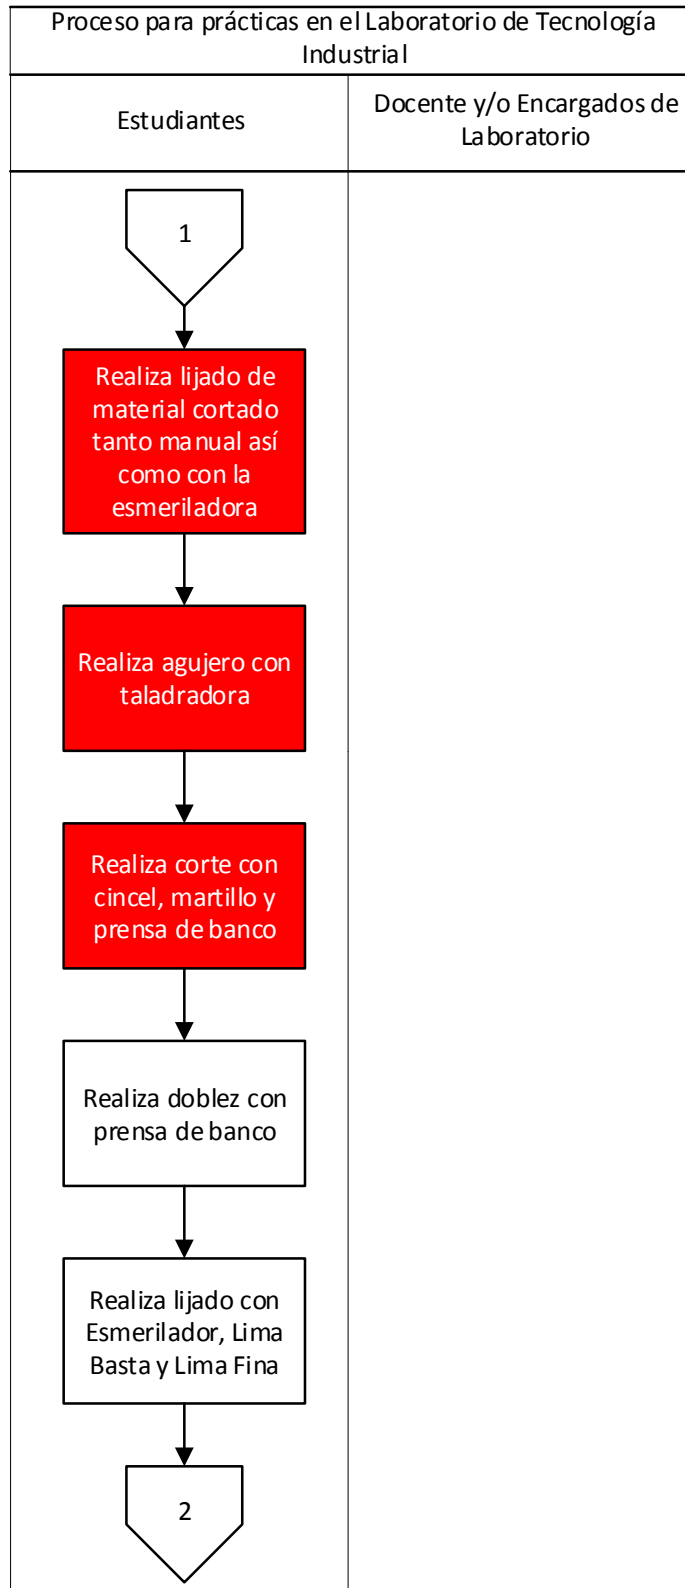 Proceso para prácticas en el Laboratorio de Tecnología
Industrial
Estudiantes
Docente y/o Encargados de
Laboratorio
1
Realiza lijado de
material cortado
tanto manual así
como con la
esmeriladora
Realiza agujero con
taladradora
Realiza corte con
cincel, martillo y
prensa de banco
Realiza doblez con
prensa de banco
Realiza lijado con
Esmerilador, Lima
Basta y Lima Fina
2